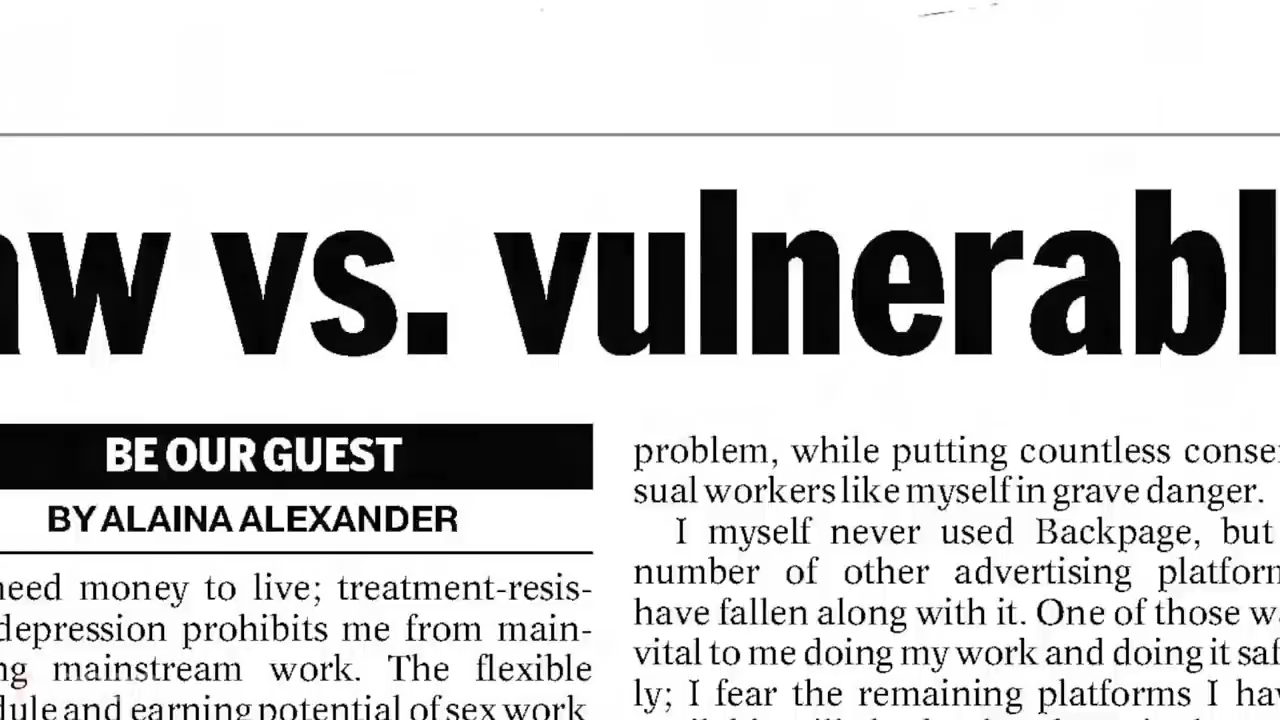 aw vs. vulnerabl
BE OUR GUEST
BY ALAINA ALEXANDER
need money to live; treatment-resis-
depression prohibits me from main-
ng mainstream work. The flexible
dule and earning potential of sex work
problem, while putting countless conse
sual workers like myself in grave danger.
I myself never used Backpage, but
number of other advertising platform
have fallen along with it. One of those w
vital to me doing my work and doing it saf
ly; I fear the remaining platforms I hav